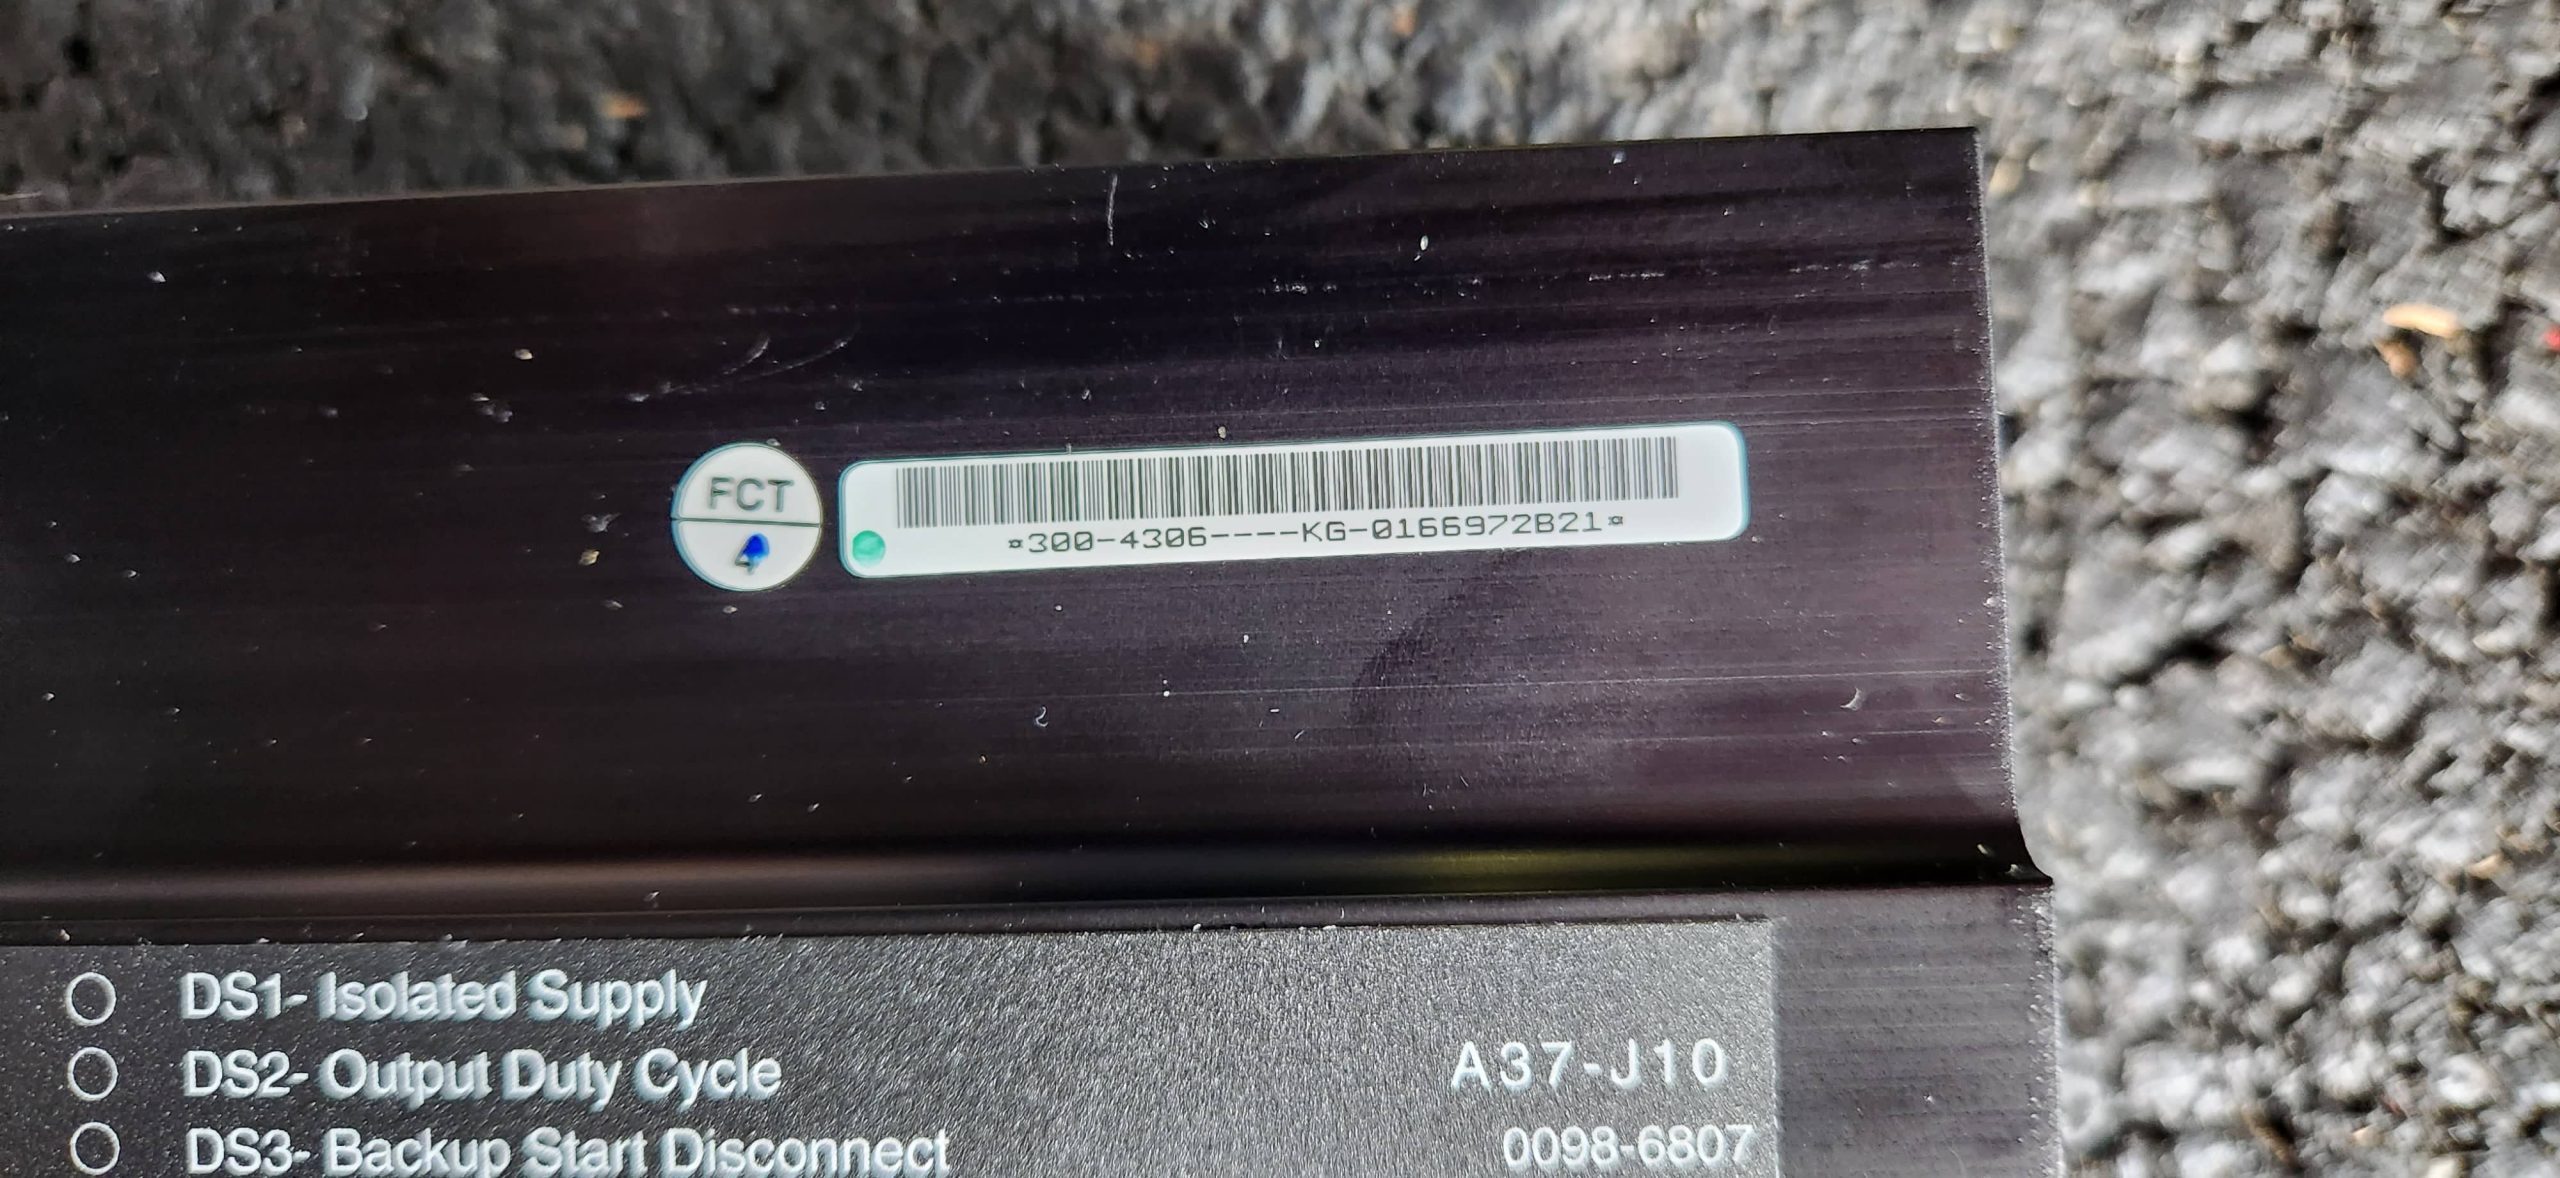 FCT
4
¤300-4306----KG-0166972B21¤
DS1- Isolated Supply
DS2- Output Duty Cycle
A37-J10
DS3- Backup Start Disconnect
0098-6807